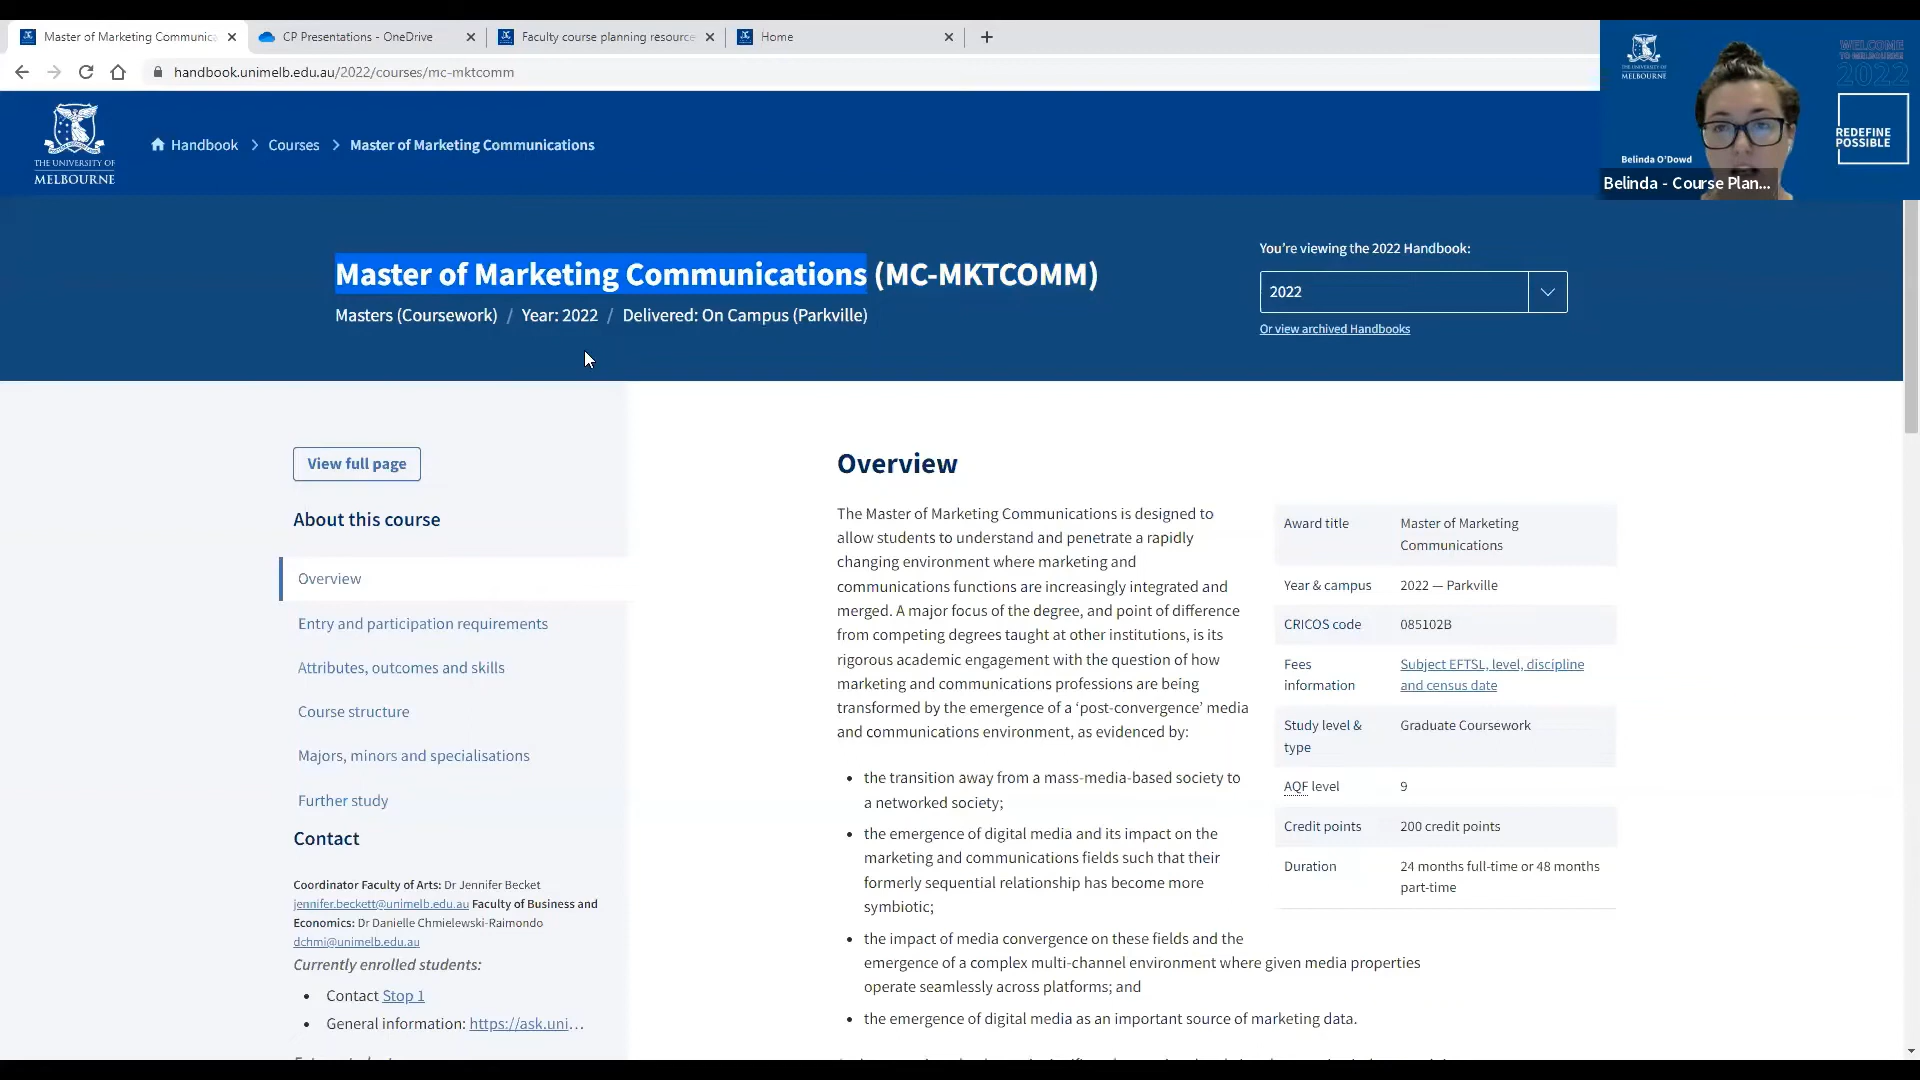 Master of Marketing Communica
CP Presentations - OneDrive
Faculty course planning resource
Home
handbook.unimelb.edu.au/2022/courses/mc-mktcomm
THE UNIVERSITY OF
MELBOURNE
WELCOME
TO MELBOURNE
2022
REDEFINE
POSSIBLE
Belinda O'Dowd
Belinda - Course Plan...
THE UNIVERSITY OF
MELBOURNE
Handbook > Courses > Master of Marketing Communications
Master of Marketing Communications (MC-MKTCOMM)
Masters (Coursework) / Year: 2022 / Delivered: On Campus (Parkville)
You're viewing the 2022 Handbook:
2022
Or view archived Handbooks
View full page
About this course
Overview
Entry and participation requirements
Attributes, outcomes and skills
Course structure
Majors, minors and specialisations
Further study
Contact
Coordinator Faculty of Arts: Dr Jennifer Becket
jennifer.beckett@unimelb.edu.au Faculty of Business and
Economics: Dr Danielle Chmielewski-Raimondo
dchmi@unimelb.edu.au
Currently enrolled students:
• Contact Stop 1
• General information: https://ask.uni...
Overview
The Master of Marketing Communications is designed to
allow students to understand and penetrate a rapidly
changing environment where marketing and
communications functions are increasingly integrated and
merged. A major focus of the degree, and point of difference
from competing degrees taught at other institutions, is its
rigorous academic engagement with the question of how
marketing and communications professions are being
transformed by the emergence of a ‘post-convergence’ media
and communications environment, as evidenced by:
• the transition away from a mass-media-based society to
a networked society;
• the emergence of digital media and its impact on the
marketing and communications fields such that their
formerly sequential relationship has become more
symbiotic;
• the impact of media convergence on these fields and the
emergence of a complex multi-channel environment where given media properties
operate seamlessly across platforms; and
• the emergence of digital media as an important source of marketing data.
Award title Master of Marketing
Communications
Year & campus 2022 — Parkville
CRICOS code 085102B
Fees Subject EFTSL, level, discipline
information and census date
Study level & Graduate Coursework
type
AQF level 9
Credit points 200 credit points
Duration 24 months full-time or 48 months
part-time